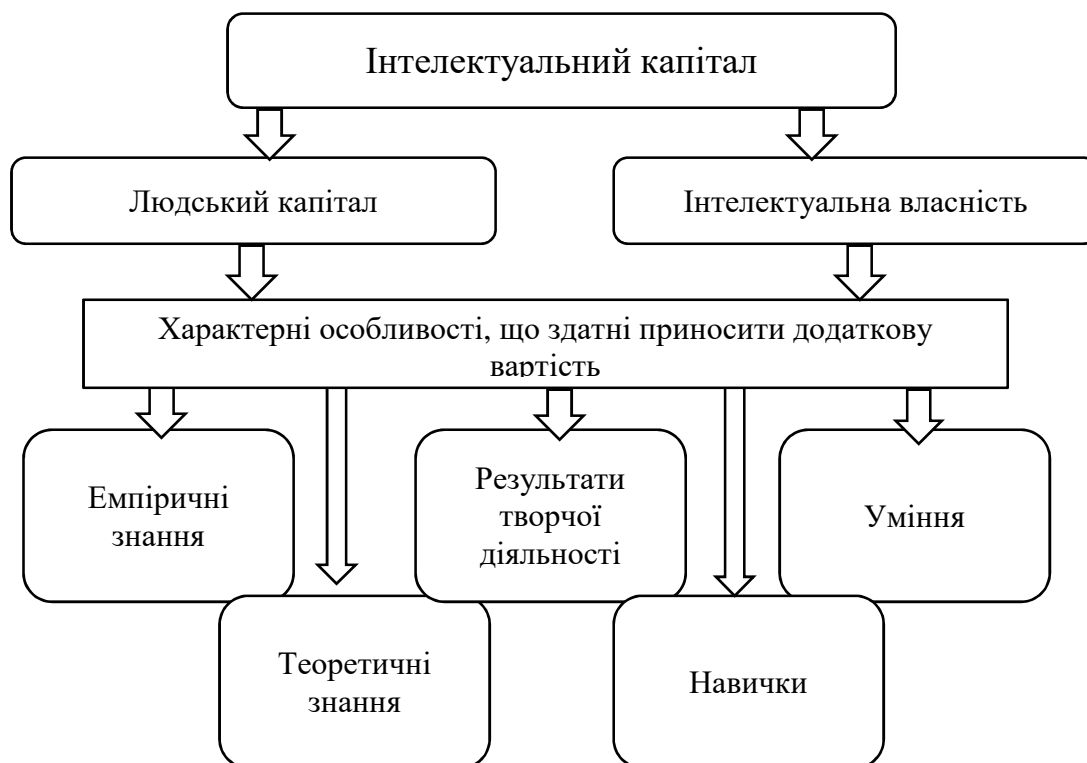 Інтелектуальний капітал
Людський капітал
Інтелектуальна власність
Характерні особливості, що здатні приносити додаткову
вартість
Емпіричні
знання
Результати
творчої
діяльності
Уміння
Теоретичні
знання
Навички